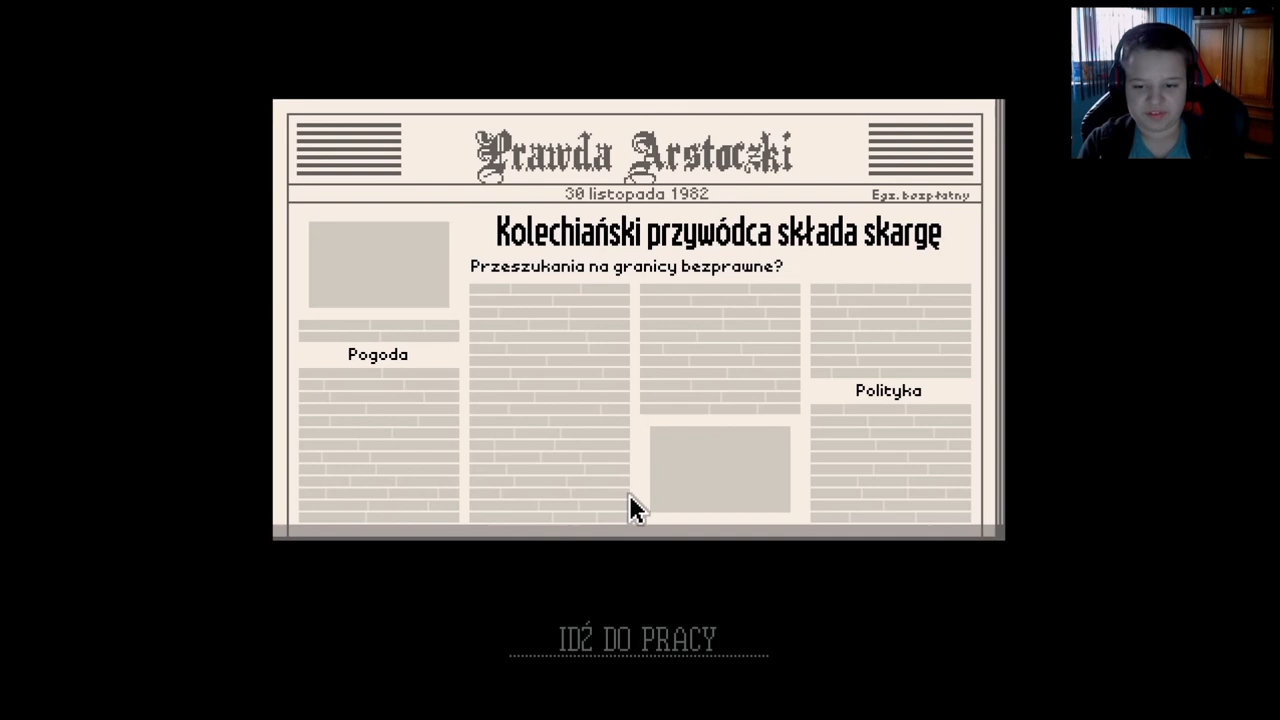 Prawda Arstoczki
30 listopada 1982
Egz. bezpłatny
Kolechiański przywódca składa skargę
Przeszukania na granicy bezprawne?
Pogoda
Polityka
IDŹ DO PRACY